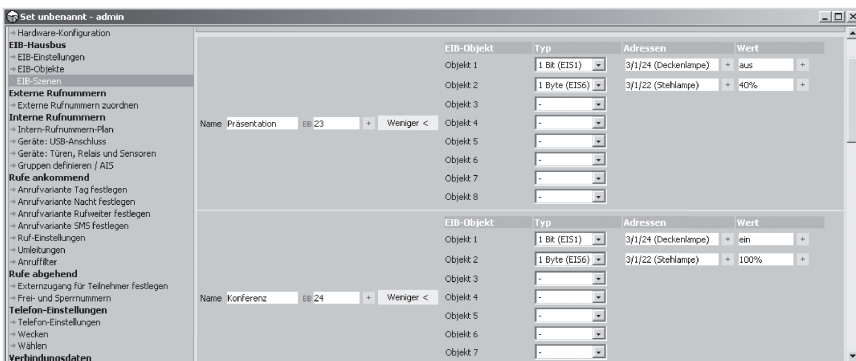 Set unbenannt - admin
Hardware-Konfiguration
EIB-Hausbus
EIB-Einstellungen
EIB-Objekte
EIB-Szenen
Externe Rufnummern
Externe Rufnummern zuordnen
Interne Rufnummern
Intern-Rufnummern-Plan
Geräte: USB-Anschluss
Geräte: Türen, Relais und Sensoren
Gruppen definieren / AIS
Rufe ankommend
Anrufvariante Tag festlegen
Anrufvariante Nacht festlegen
Anrufvariante Rufweiter festlegen
Anrufvariante SMS festlegen
Ruf-Einstellungen
Umleitungen
Anruffilter
Rufe abgehend
Externzugang für Teilnehmer festlegen
Frei- und Sperrnummern
Telefon-Einstellungen
Telefon-Einstellungen
Wecken
Wählen
Verbindungsdaten
EIB-Objekt Typ Adressen Wert
Objekt 1 1 Bit (EIS1) 3/1/24 (Deckenlampe) + aus +
Objekt 2 1 Byte (EIS6) 3/1/22 (Stehlampe) + 40% +
Objekt 3 -
Name Präsentation EIB 23 + Weniger < Objekt 4 -
Objekt 5 -
Objekt 6 -
Objekt 7 -
Objekt 8 -
EIB-Objekt Typ Adressen Wert
Objekt 1 1 Bit (EIS1) 3/1/24 (Deckenlampe) + ein +
Objekt 2 1 Byte (EIS6) 3/1/22 (Stehlampe) + 100% +
Objekt 3 -
Name Konferenz EIB 24 + Weniger < Objekt 4 -
Objekt 5 -
Objekt 6 -
Objekt 7 -